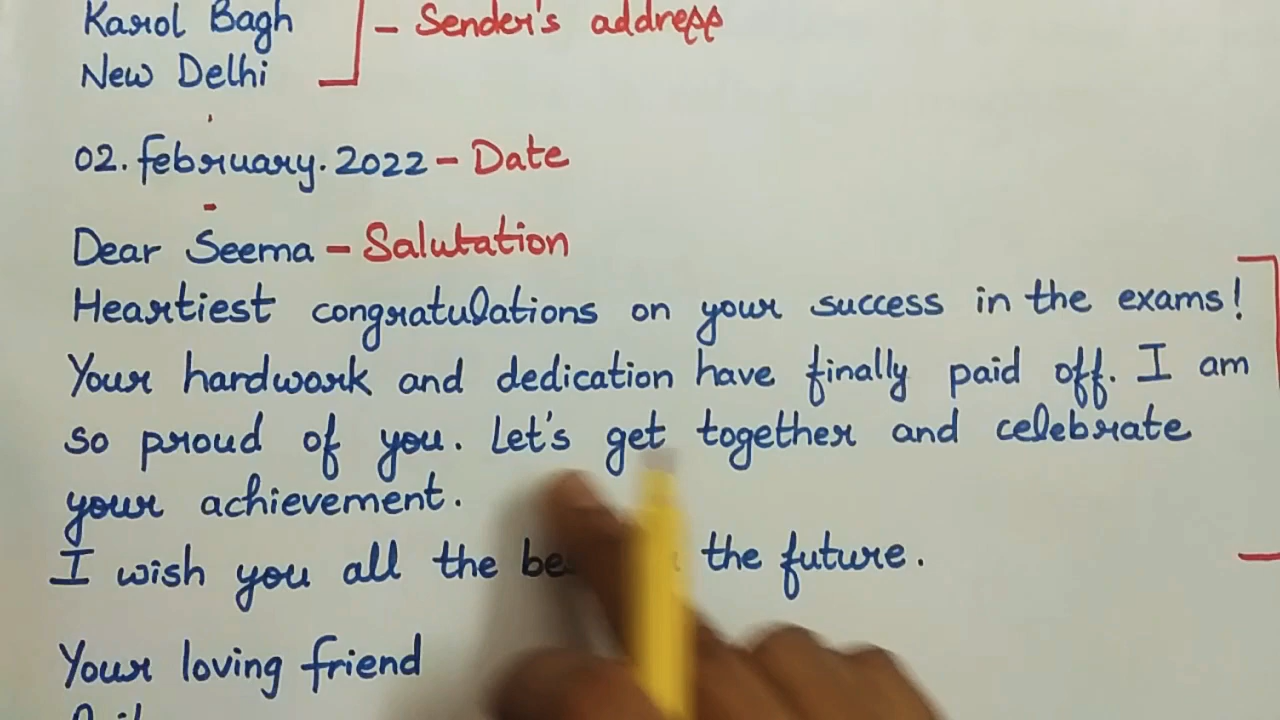 Karol Bagh - Sender's address
New Delhi
02. february. 2022 - Date
Dear Seema - Salutation
Heartiest congratulations on your success in the exams!
Your hardwork and dedication have finally paid off. I am
so proud of you. Let's get together and celebrate
your achievement.
I wish you all the the future.
Your loving friend